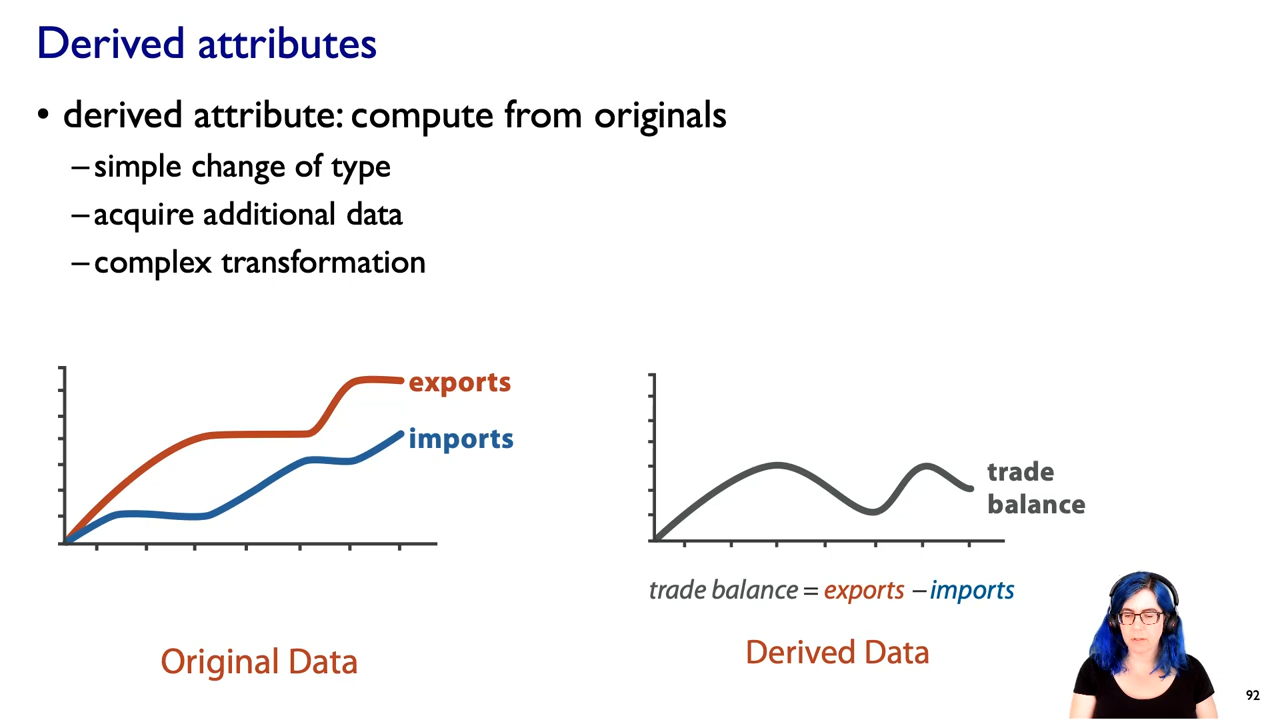 Derived attributes
• derived attribute: compute from originals
– simple change of type
– acquire additional data
– complex transformation
exports
imports
Original Data
trade
balance
trade balance = exports – imports
Derived Data
92